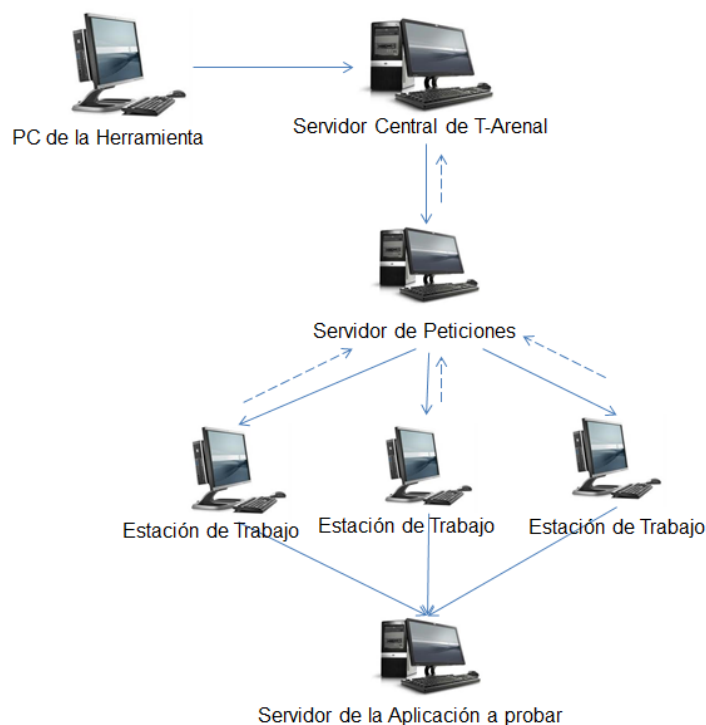 PC de la Herramienta
Servidor Central de T-Arenal
Servidor de Peticiones
Estación de Trabajo
Estación de Trabajo
Estación de Trabajo
Servidor de la Aplicación a probar